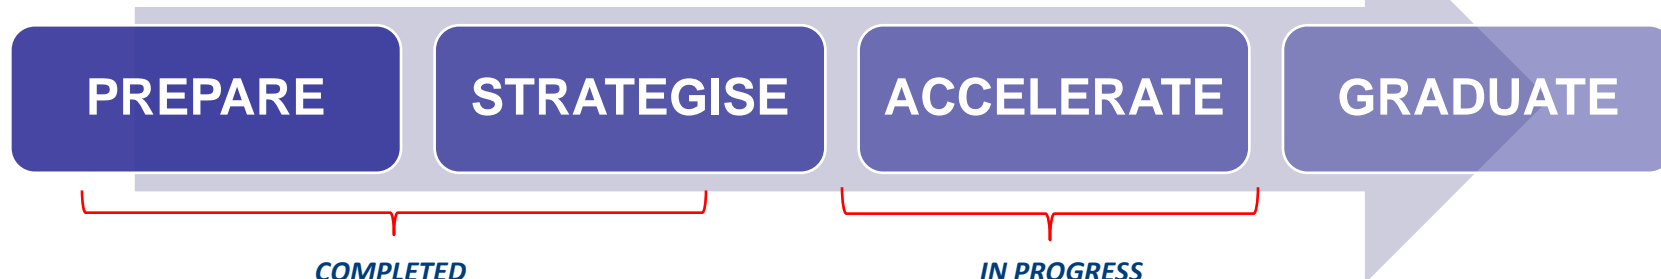 PREPARE STRATEGISE ACCELERATE GRADUATE
COMPLETED IN PROGRESS